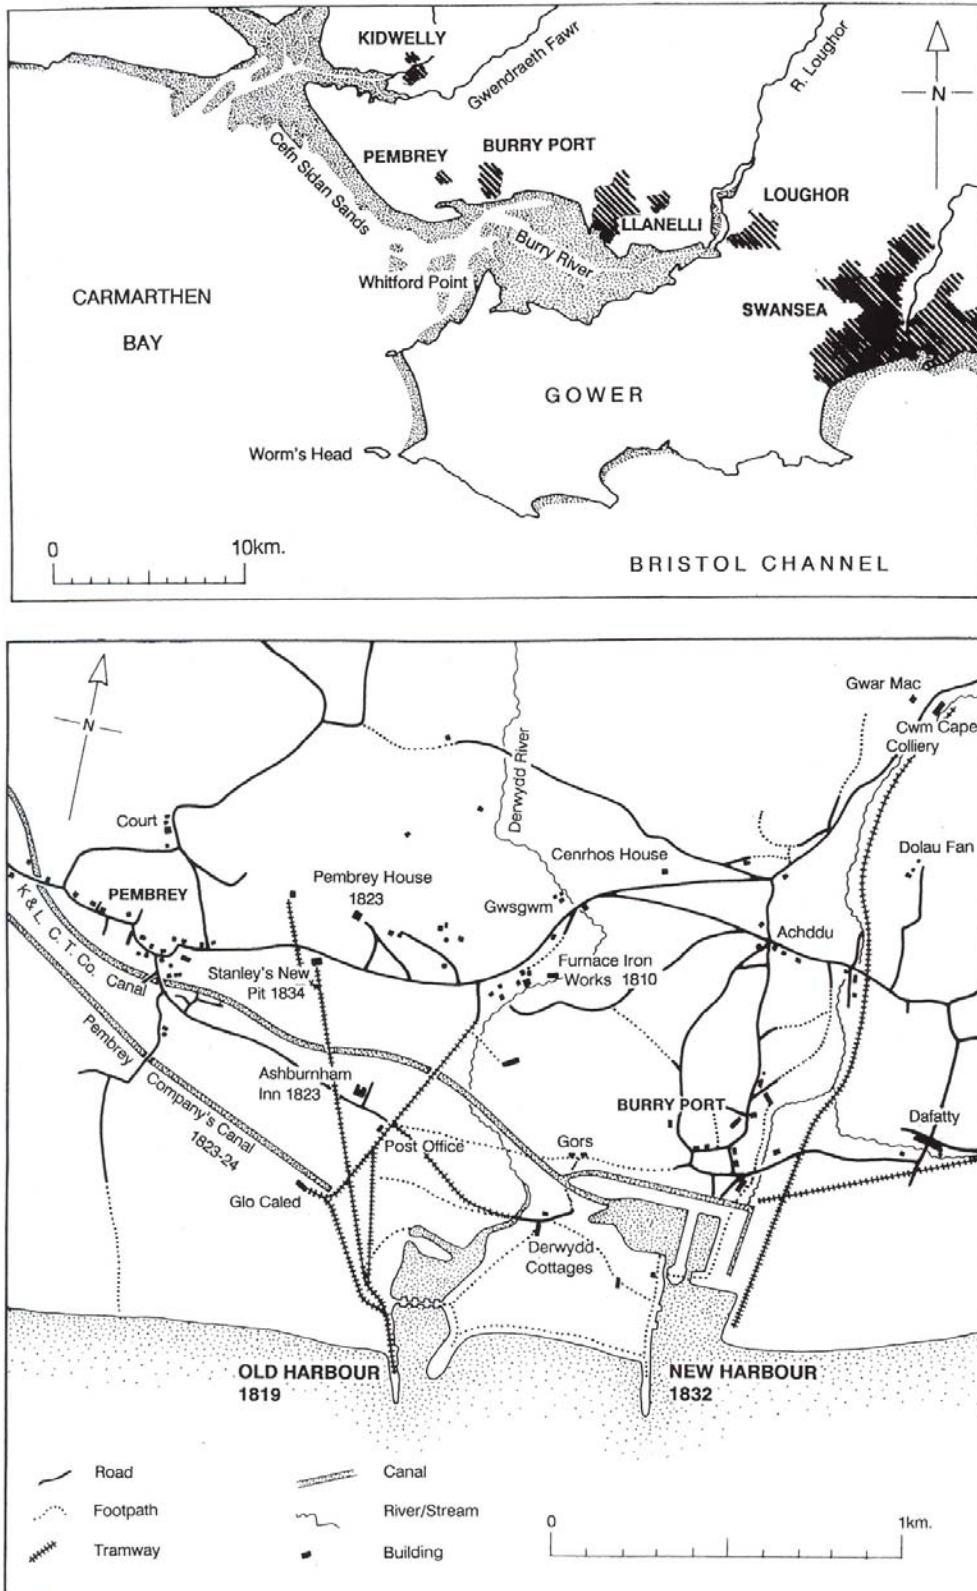 KIDWELLY
Gwendraeth Fawr
R. Loughor
N
PEMBREY
BURRY PORT
LOUGHOR
LLANELLI
Cefn Sidan Sands
Burry River
Whitford Point
CARMARTHEN
BAY
SWANSEA
GOWER
Worm's Head
0
10km.
BRISTOL CHANNEL
N
Gwar Mac
Cwm Capel
Colliery
Derwydd River
Court
Cenrhos House
Dolau Fan
PEMBREY
Pembrey House
1823
Gwsgwm
Achddu
K & L. C. T. Co.
Canal
Stanley's New
Pit 1834
Furnace Iron
Works 1810
Pembrey
Company's Canal
1823-24
Ashburnham
Inn 1823
BURRY PORT
Dafatty
Post Office
Gors
Glo Caled
Derwydd
Cottages
OLD HARBOUR
1819
NEW HARBOUR
1832
Road
Canal
Footpath
River/Stream
Tramway
Building
0
1km.